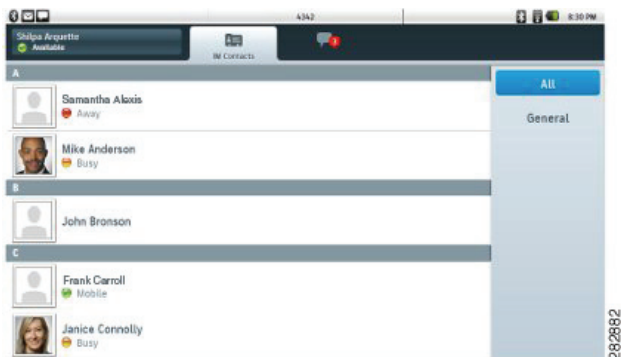 4342
8:30 PM
Shilpa Arquette
Available
IM Contacts
3
A
Samantha Alexis
Away
Mike Anderson
Busy
B
John Bronson
C
Frank Carroll
Mobile
Janice Connolly
Busy
All
General
282882